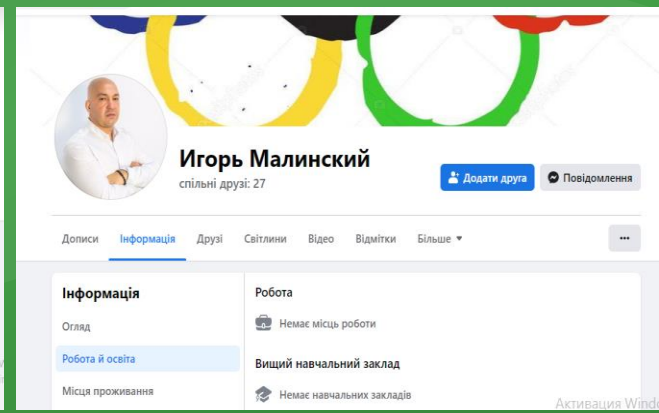 Игорь Малинский
спільні друзі: 27
Додати друга
Повідомлення
Дописи Інформація Друзі Світлини Відео Відмітки Більше
Інформація
Огляд
Робота й освіта
Місця проживання
Робота
Немає місць роботи
Вищий навчальний заклад
Немає навчальних закладів
Активация Windo